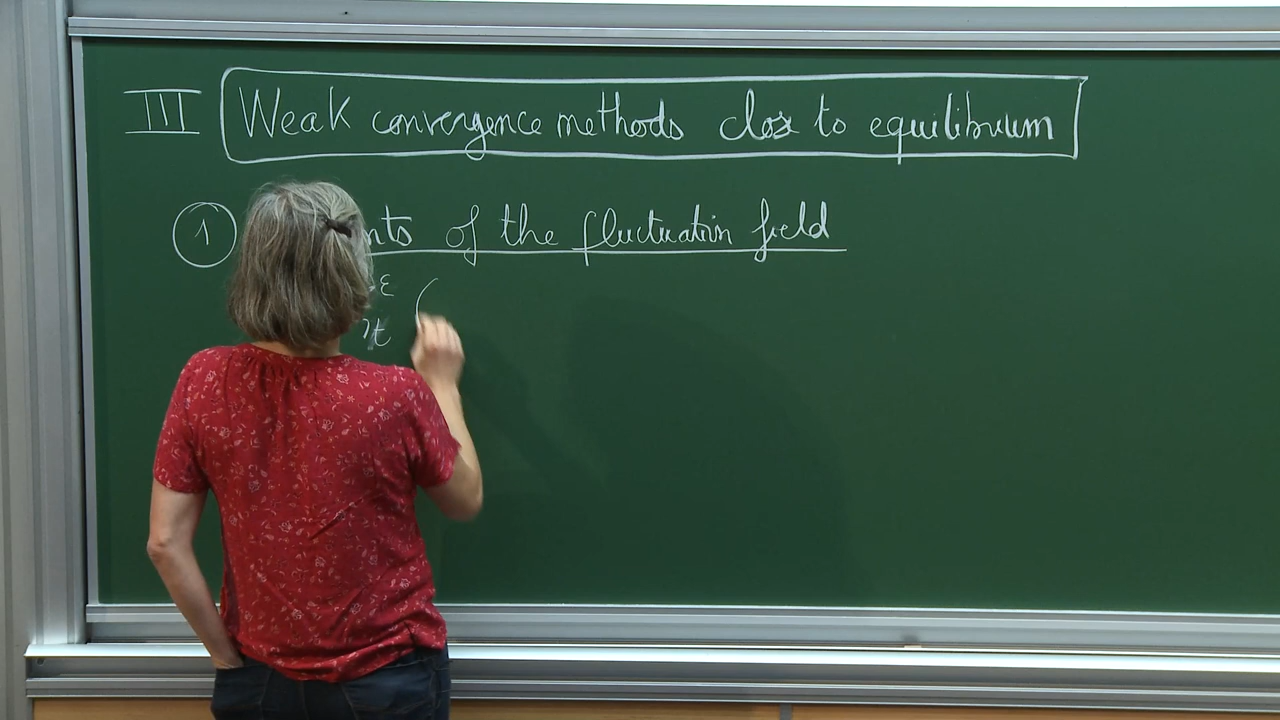 III Weak convergence methods close to equilibrium
1 nts of the fluctuation field
ε (
t